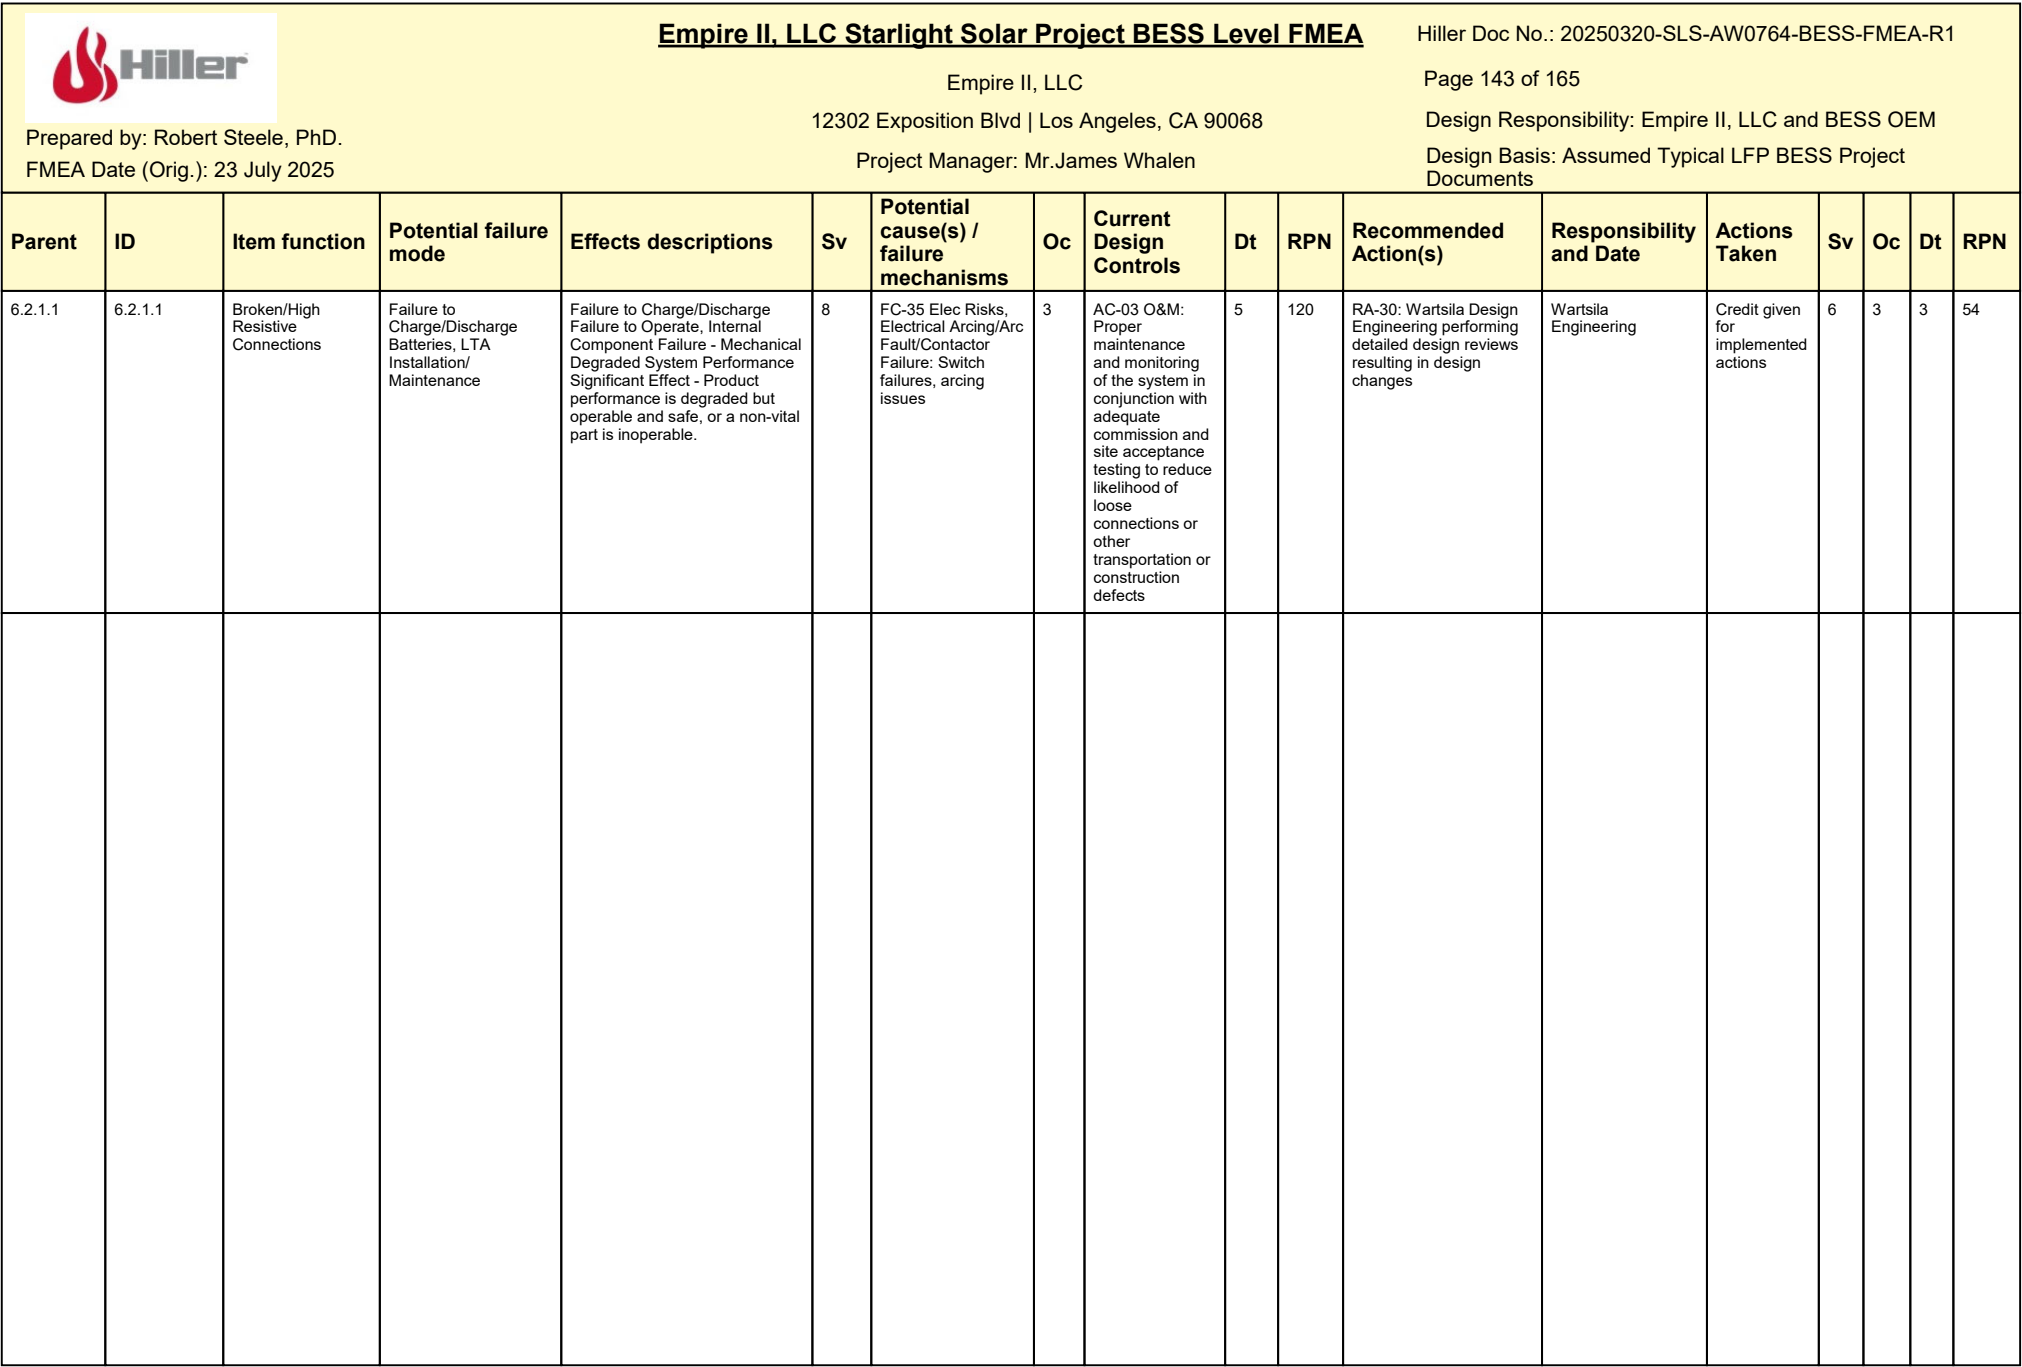 Hiller
Prepared by: Robert Steele, PhD.
FMEA Date (Orig.): 23 July 2025
Empire II, LLC Starlight Solar Project BESS Level FMEA
Empire II, LLC
12302 Exposition Blvd | Los Angeles, CA 90068
Project Manager: Mr.James Whalen
Hiller Doc No.: 20250320-SLS-AW0764-BESS-FMEA-R1
Page 143 of 165
Design Responsibility: Empire II, LLC and BESS OEM
Design Basis: Assumed Typical LFP BESS Project
Documents
Parent
ID
Item function
Potential failure
mode
Effects descriptions
Sv
Potential
cause(s) /
failure
mechanisms
Oc
Current
Design
Controls
Dt
RPN
Recommended
Action(s)
Responsibility
and Date
Actions
Taken
Sv
Oc
Dt
RPN
6.2.1.1
6.2.1.1
Broken/High
Resistive
Connections
Failure to
Charge/Discharge
Batteries, LTA
Installation/
Maintenance
Failure to Charge/Discharge
Failure to Operate, Internal
Component Failure - Mechanical
Degraded System Performance
Significant Effect - Product
performance is degraded but
operable and safe, or a non-vital
part is inoperable.
8
FC-35 Elec Risks,
Electrical Arcing/Arc
Fault/Contactor
Failure: Switch
failures, arcing
issues
3
AC-03 O&M:
Proper
maintenance
and monitoring
of the system in
conjunction with
adequate
commission and
site acceptance
testing to reduce
likelihood of
loose
connections or
other
transportation or
construction
defects
5
120
RA-30: Wartsila Design
Engineering performing
detailed design reviews
resulting in design
changes
Wartsila
Engineering
Credit given
for
implemented
actions
6
3
3
54